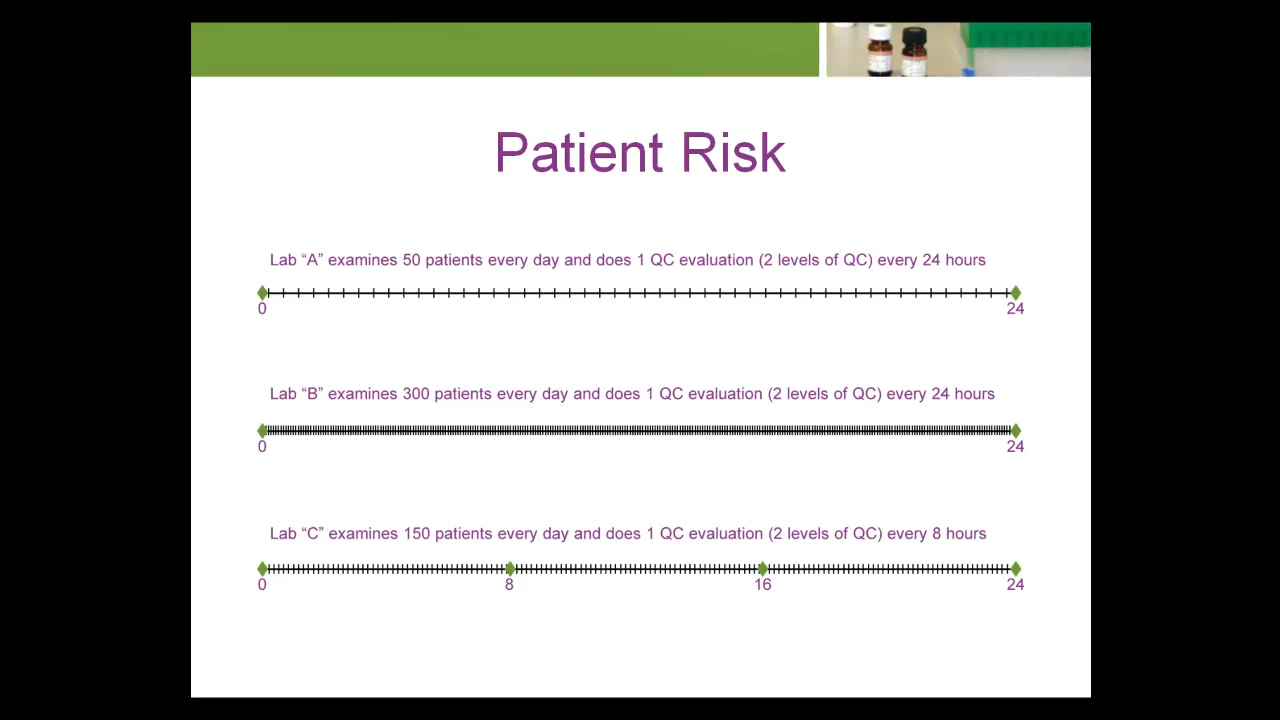 Patient Risk
Lab “A” examines 50 patients every day and does 1 QC evaluation (2 levels of QC) every 24 hours
0 24
Lab “B” examines 300 patients every day and does 1 QC evaluation (2 levels of QC) every 24 hours
0 24
Lab “C” examines 150 patients every day and does 1 QC evaluation (2 levels of QC) every 8 hours
0 8 16 24